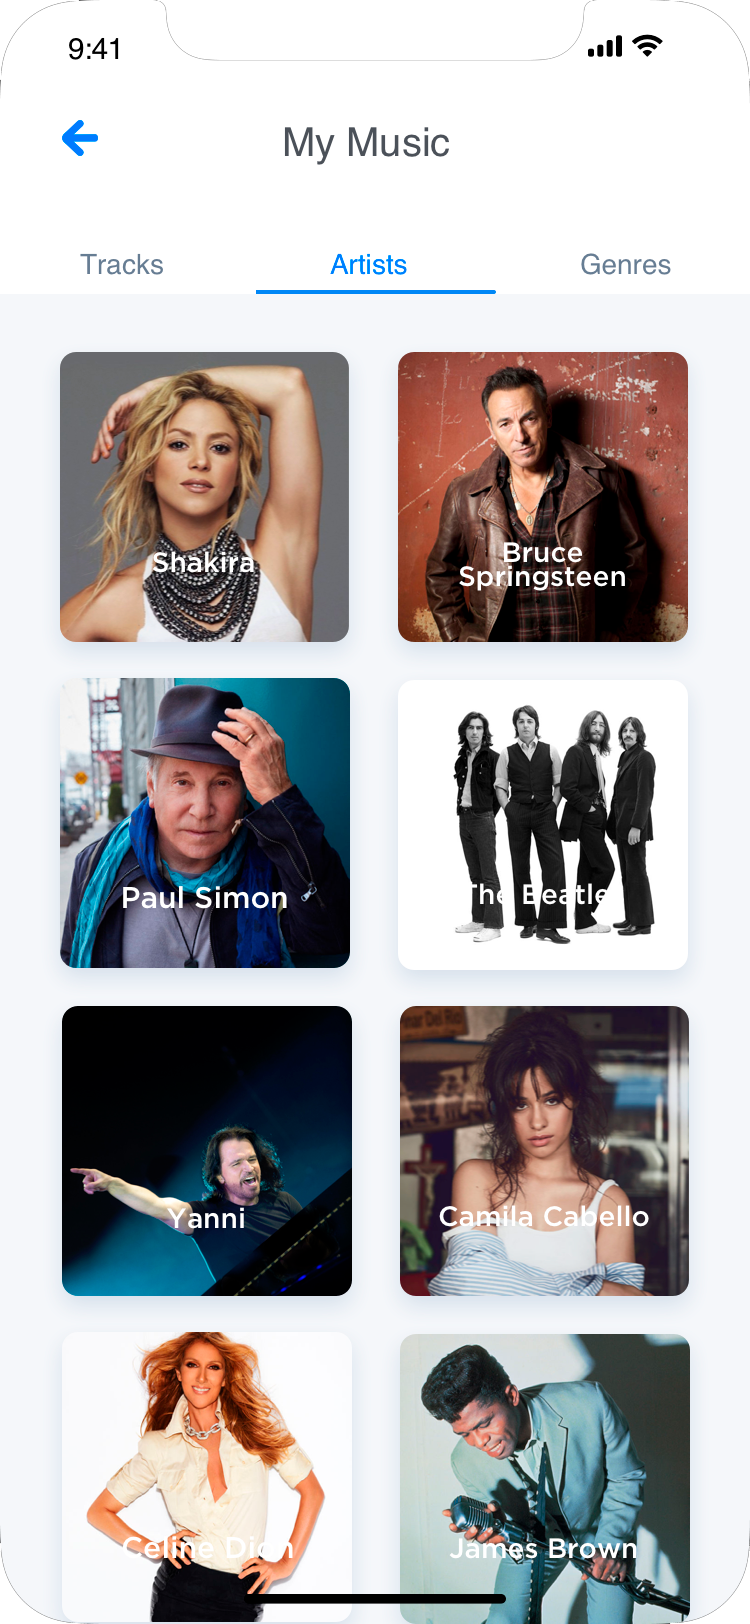 9:41
My Music
Tracks
Artists
Genres
Shakira
Bruce
Springsteen
Paul Simon
The Beatle
Yanni
Camila Cabello
Celine Dion
James Brown